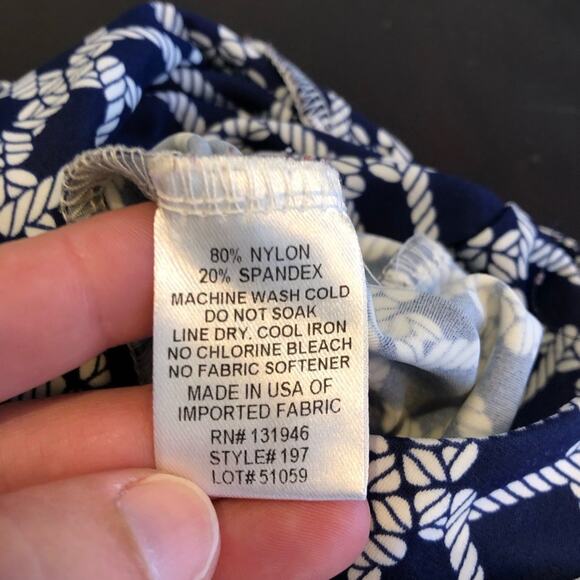 80% NYLON
20% SPANDEX
MACHINE WASH COLD
DO NOT SOAK
LINE DRY. COOL IRON
NO CHLORINE BLEACH
NO FABRIC SOFTENER
MADE IN USA OF
IMPORTED FABRIC
RN# 131946
STYLE# 197
LOT# 51059